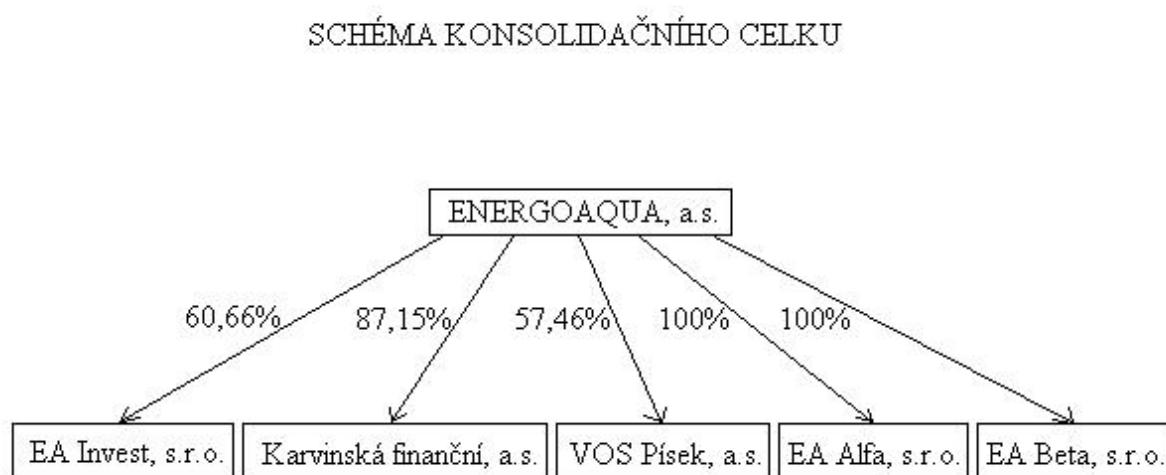 SCHÉMA KONSOLIDAČNÍHO CELKU
ENERGOAQUA, a.s.
60,66% 87,15% 57,46% 100% 100%
EA Invest, s.r.o. Karvinská finanční, a.s. VOS Písek, a.s. EA Alfa, s.r.o. EA Beta, s.r.o.